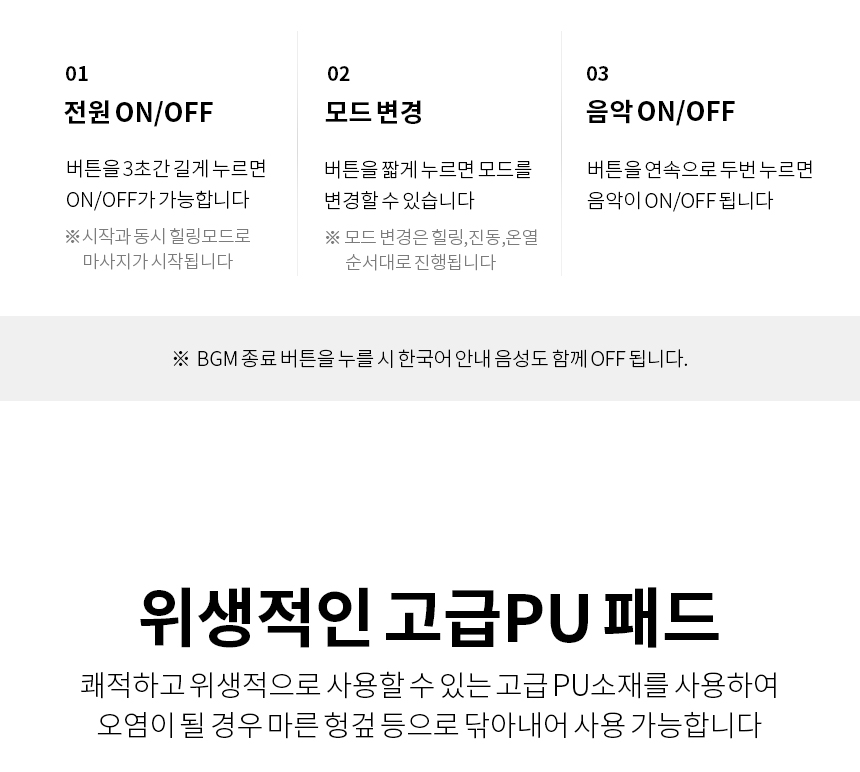 01
전원 ON/OFF
버튼을 3초간 길게 누르면
ON/OFF가 가능합니다
※시작과 동시 힐링모드로
마사지가 시작됩니다
02
모드 변경
버튼을 짧게 누르면 모드를
변경할 수 있습니다
※ 모드 변경은 힐링,진동,온열
순서대로 진행됩니다
03
음악 ON/OFF
버튼을 연속으로 두번 누르면
음악이 ON/OFF 됩니다
※ BGM 종료 버튼을 누를 시 한국어 안내 음성도 함께 OFF 됩니다.
위생적인 고급PU 패드
쾌적하고 위생적으로 사용할 수 있는 고급 PU소재를 사용하여
오염이 될 경우 마른 헝겊 등으로 닦아내어 사용 가능합니다